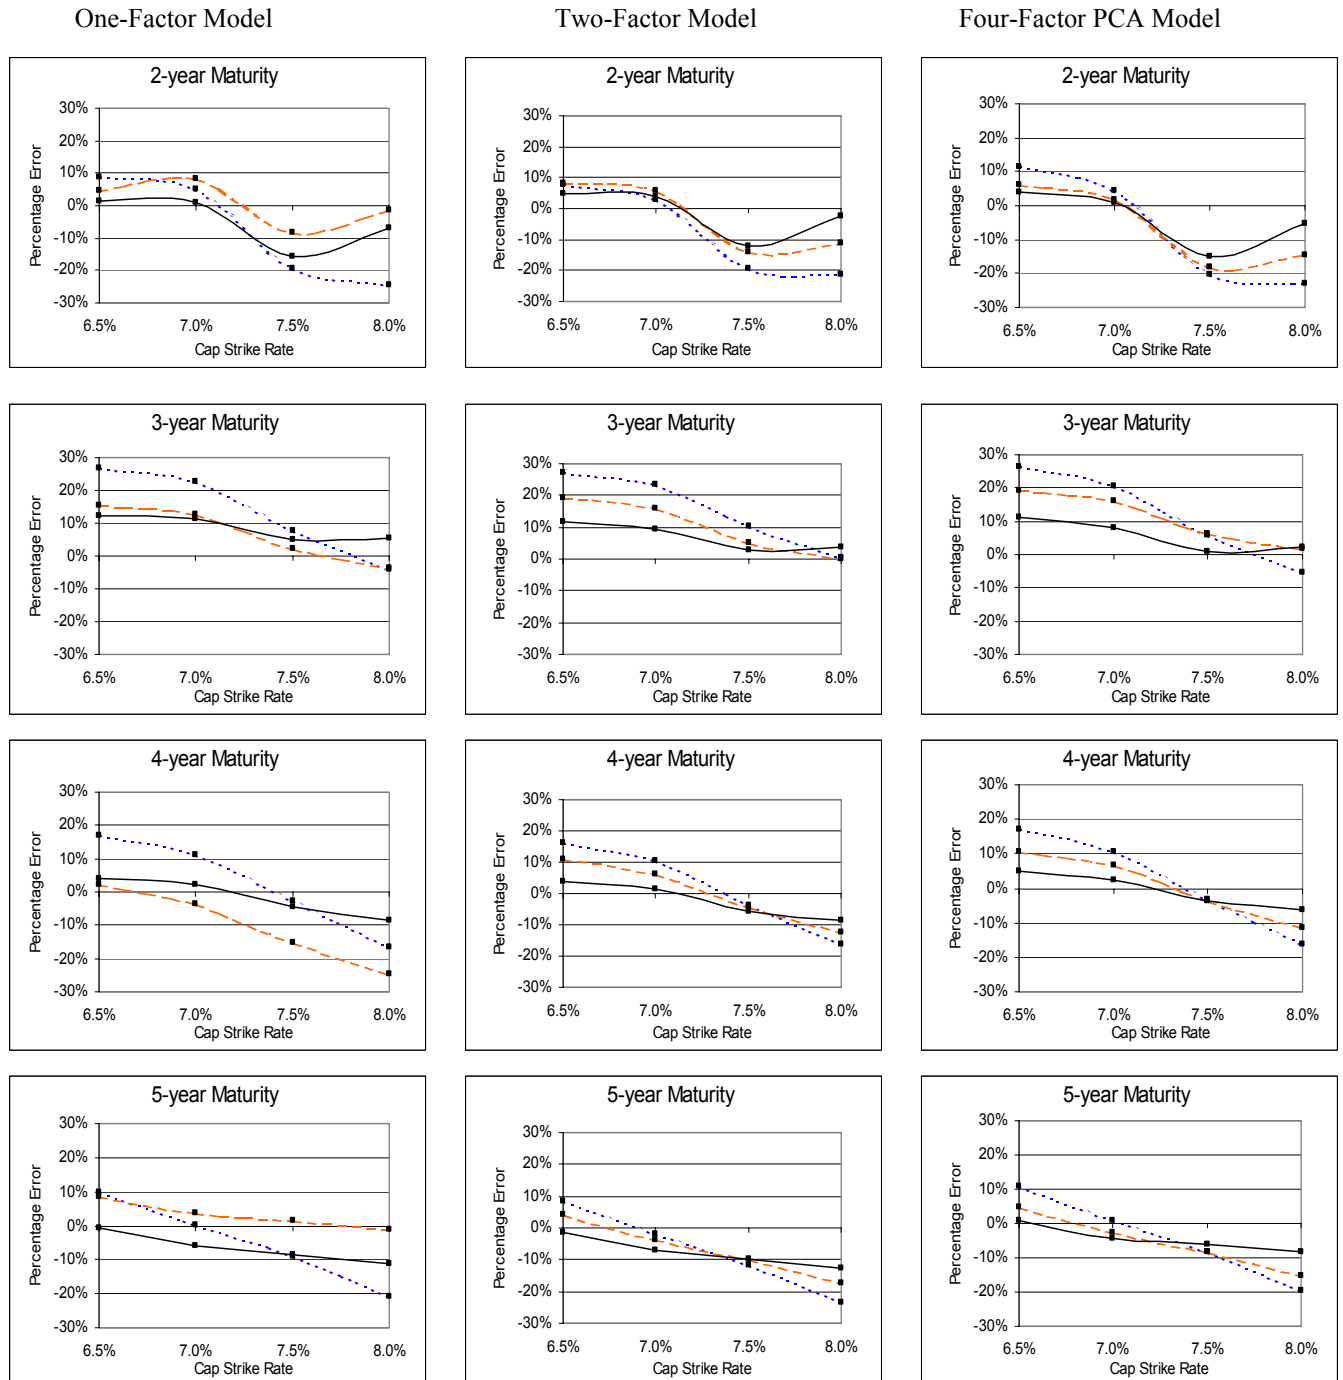 One-Factor Model
Two-Factor Model
Four-Factor PCA Model
2-year Maturity
Percentage Error
30%
20%
10%
0%
-10%
-20%
-30%
6.5% 7.0% 7.5% 8.0%
Cap Strike Rate
2-year Maturity
Percentage Error
30%
20%
10%
0%
-10%
-20%
-30%
6.5% 7.0% 7.5% 8.0%
Cap Strike Rate
2-year Maturity
Percentage Error
30%
20%
10%
0%
-10%
-20%
-30%
6.5% 7.0% 7.5% 8.0%
Cap Strike Rate
3-year Maturity
Percentage Error
30%
20%
10%
0%
-10%
-20%
-30%
6.5% 7.0% 7.5% 8.0%
Cap Strike Rate
3-year Maturity
Percentage Error
30%
20%
10%
0%
-10%
-20%
-30%
6.5% 7.0% 7.5% 8.0%
Cap Strike Rate
3-year Maturity
Percentage Error
30%
20%
10%
0%
-10%
-20%
-30%
6.5% 7.0% 7.5% 8.0%
Cap Strike Rate
4-year Maturity
Percentage Error
30%
20%
10%
0%
-10%
-20%
-30%
6.5% 7.0% 7.5% 8.0%
Cap Strike Rate
4-year Maturity
Percentage Error
30%
20%
10%
0%
-10%
-20%
-30%
6.5% 7.0% 7.5% 8.0%
Cap Strike Rate
4-year Maturity
Percentage Error
30%
20%
10%
0%
-10%
-20%
-30%
6.5% 7.0% 7.5% 8.0%
Cap Strike Rate
5-year Maturity
Percentage Error
30%
20%
10%
0%
-10%
-20%
-30%
6.5% 7.0% 7.5% 8.0%
Cap Strike Rate
5-year Maturity
Percentage Error
30%
20%
10%
0%
-10%
-20%
-30%
6.5% 7.0% 7.5% 8.0%
Cap Strike Rate
5-year Maturity
Percentage Error
30%
20%
10%
0%
-10%
-20%
-30%
6.5% 7.0% 7.5% 8.0%
Cap Strike Rate